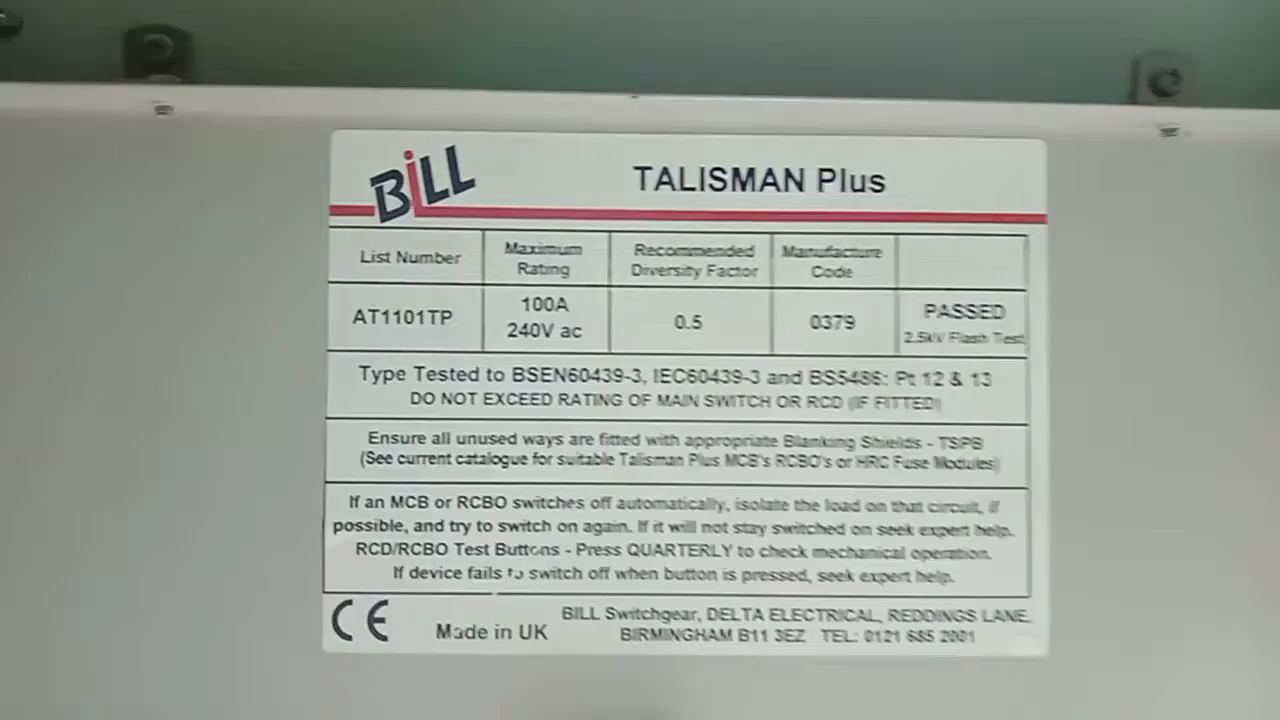 BiLL
TALISMAN Plus
List Number
Maximum
Rating
Recommended
Diversity Factor
Manufacture
Code
AT1101TP
100A
240V ac
0.5
0379
PASSED
2.5kV Flash Test
Type Tested to BSEN60439-3, IEC60439-3 and BS5486: Pt 12 & 13
DO NOT EXCEED RATING OF MAIN SWITCH OR RCD (IF FITTED)
Ensure all unused ways are fitted with appropriate Blanking Shields - TSPB
(See current catalogue for suitable Talisman Plus MCB's RCBO's or HRC Fuse Modules)
If an MCB or RCBO switches off automatically, isolate the load on that circuit, if
possible, and try to switch on again. If it will not stay switched on seek expert help.
RCD/RCBO Test Buttons - Press QUARTERLY to check mechanical operation.
If device fails to switch off when button is pressed, seek expert help.
CE
Made in UK
BILL Switchgear, DELTA ELECTRICAL, REDDINGS LANE,
BIRMINGHAM B11 3EZ TEL: 0121 685 2001